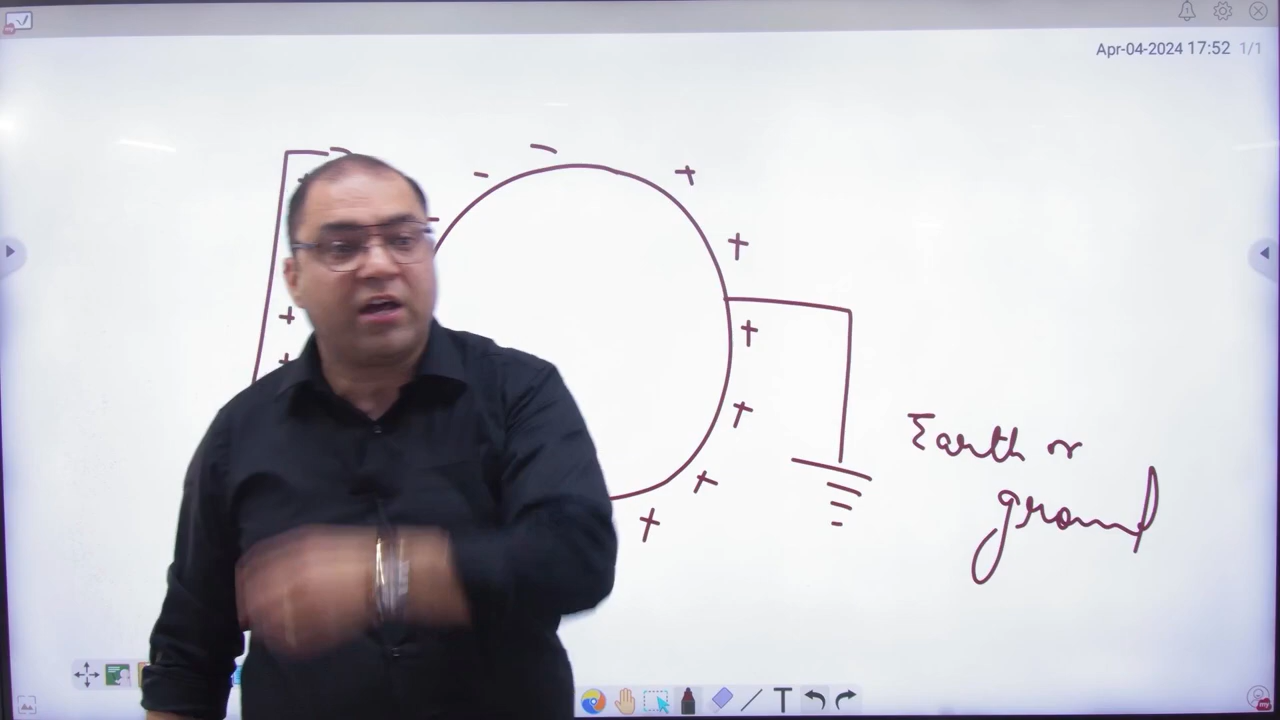 Apr-04-2024 17:52 1/1
- - +
- +
+ +
+ +
+
+
Earth or
ground
T